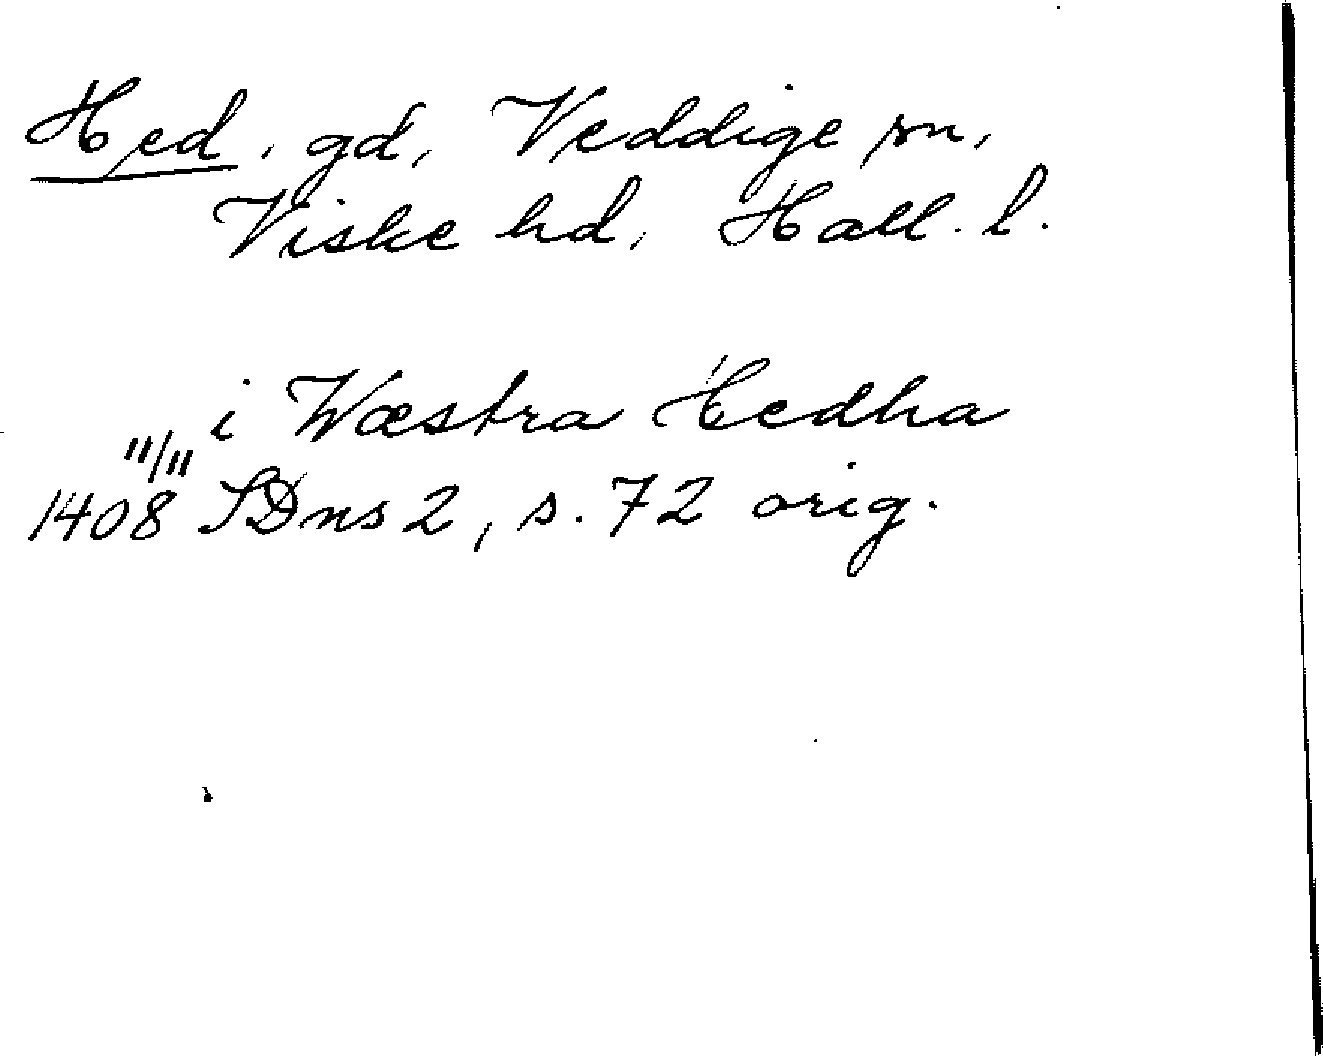 Hed, gd, Veddige sn,
Viske hd, Hall. l.
i Wæstra Hedha
11/11
1408 SDns 2, s. 72 orig.